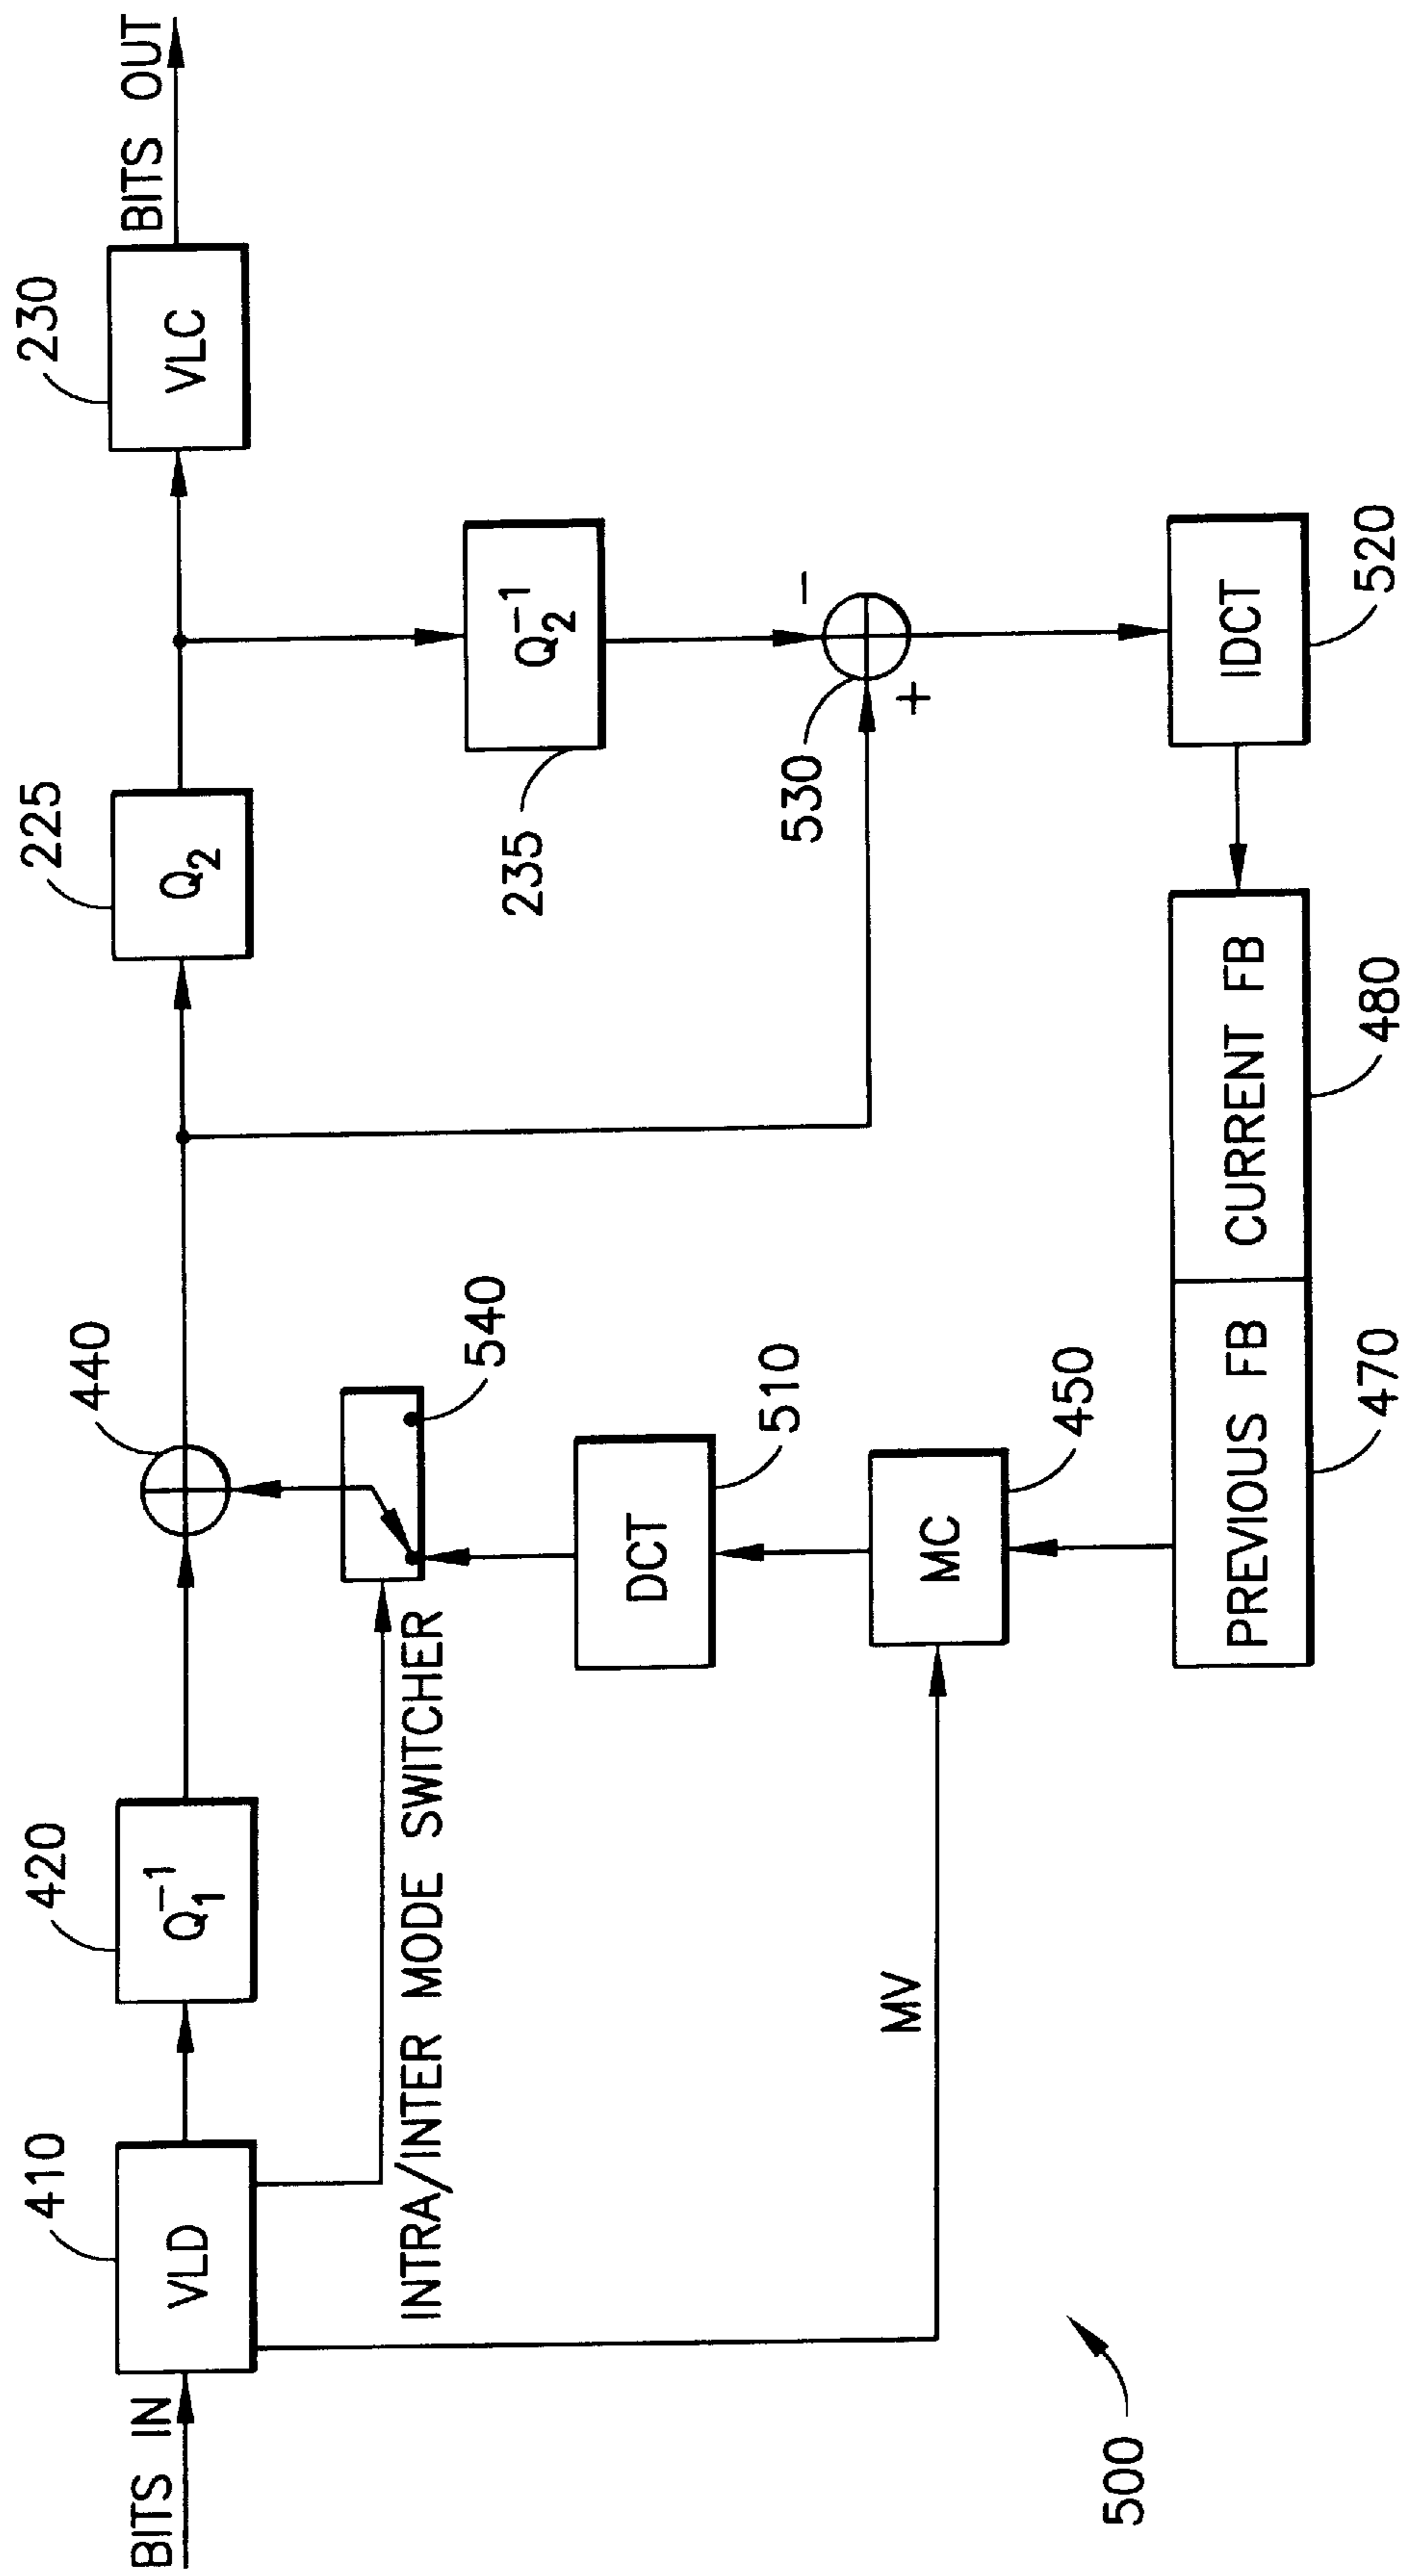 BITS IN
410
VLD
420
Q₁⁻¹
440
225
Q₂
230
VLC
BITS OUT
INTRA/INTER MODE SWITCHER
540
235
Q₂⁻¹
DCT
510
530
+
−
MV
MC
450
IDCT
520
PREVIOUS FB
470
CURRENT FB
480
500